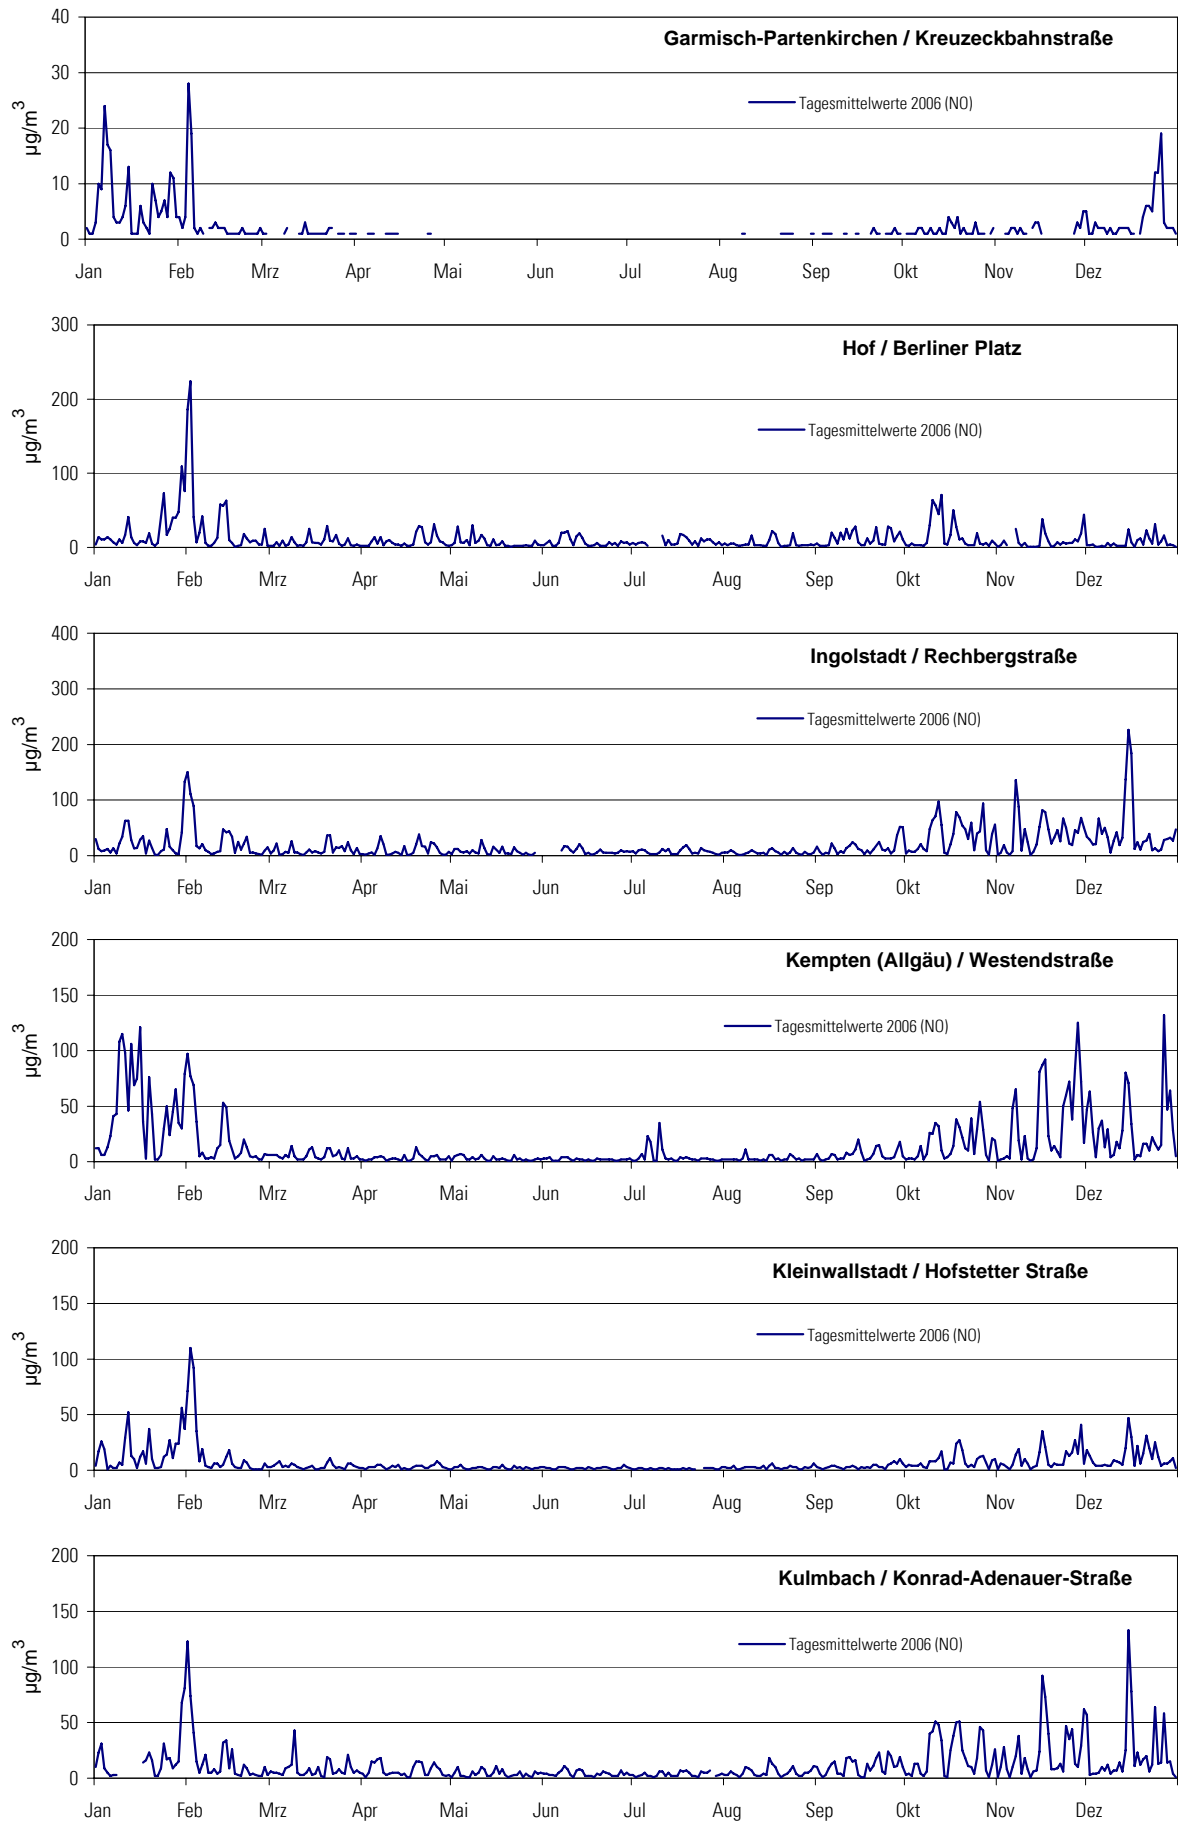 Garmisch-Partenkirchen / Kreuzeckbahnstraße
Tagesmittelwerte 2006 (NO)
µg/m³
40
30
20
10
0
Jan Feb Mrz Apr Mai Jun Jul Aug Sep Okt Nov Dez
Hof / Berliner Platz
Tagesmittelwerte 2006 (NO)
µg/m³
300
200
100
0
Jan Feb Mrz Apr Mai Jun Jul Aug Sep Okt Nov Dez
Ingolstadt / Rechbergstraße
Tagesmittelwerte 2006 (NO)
µg/m³
400
300
200
100
0
Jan Feb Mrz Apr Mai Jun Jul Aug Sep Okt Nov Dez
Kempten (Allgäu) / Westendstraße
Tagesmittelwerte 2006 (NO)
µg/m³
200
150
100
50
0
Jan Feb Mrz Apr Mai Jun Jul Aug Sep Okt Nov Dez
Kleinwallstadt / Hofstetter Straße
Tagesmittelwerte 2006 (NO)
µg/m³
200
150
100
50
0
Jan Feb Mrz Apr Mai Jun Jul Aug Sep Okt Nov Dez
Kulmbach / Konrad-Adenauer-Straße
Tagesmittelwerte 2006 (NO)
µg/m³
200
150
100
50
0
Jan Feb Mrz Apr Mai Jun Jul Aug Sep Okt Nov Dez